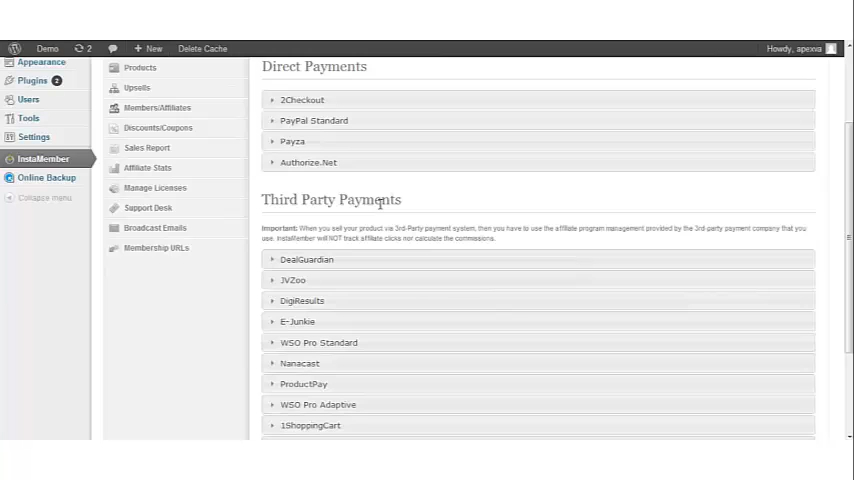 Demo
2
+ New
Delete Cache
Howdy, apexvia
Appearance
Plugins 2
Users
Tools
Settings
InstaMember
Online Backup
Collapse menu
Products
Upsells
Members/Affiliates
Discounts/Coupons
Sales Report
Affiliate Stats
Manage Licenses
Support Desk
Broadcast Emails
Membership URLs
Direct Payments
2Checkout
PayPal Standard
Payza
Authorize.Net
Third Party Payments
Important: When you sell your product via 3rd-Party payment system, then you have to use the affiliate program management provided by the 3rd-party payment company that you
use. InstaMember will NOT track affiliate clicks nor calculate the commissions.
DealGuardian
JVZoo
DigiResults
E-Junkie
WSO Pro Standard
Nanacast
ProductPay
WSO Pro Adaptive
1ShoppingCart